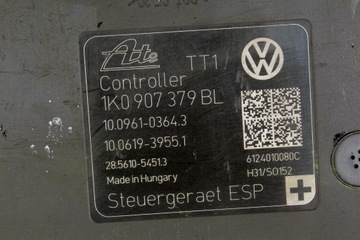 Ate TT1/
Controller
1K0 907 379 BL
10.0961-0364.3
10.0619-3955.1
28.5610-5451.3 6124010080C
Made in Hungary H31/SO152
Steuergeraet ESP